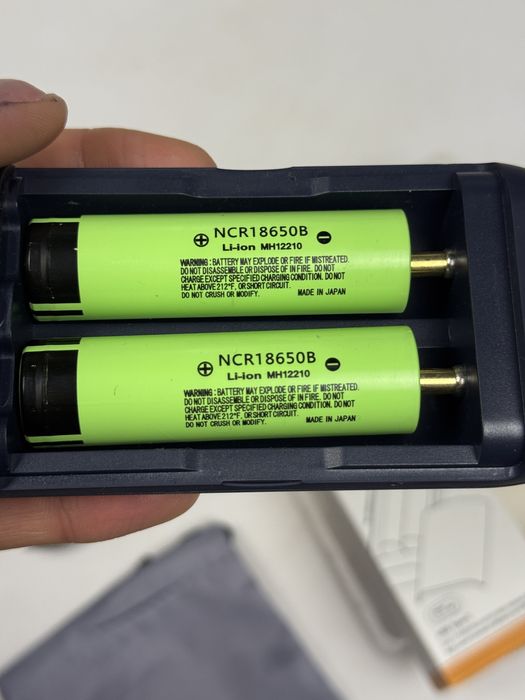 ⊕ NCR18650B ⊖
Li-ion MH12210
WARNING : BATTERY MAY EXPLODE OR FIRE IF MISTREATED.
DO NOT DISASSEMBLE OR DISPOSE OF IN FIRE. DO NOT
CHARGE EXCEPT SPECIFIED CHARGING CONDITION. DO NOT
HEAT ABOVE 212°F, OR SHORT CIRCUIT.
DO NOT CRUSH OR MODIFY. MADE IN JAPAN
⊕ NCR18650B ⊖
Li-ion MH12210
WARNING : BATTERY MAY EXPLODE OR FIRE IF MISTREATED.
DO NOT DISASSEMBLE OR DISPOSE OF IN FIRE. DO NOT
CHARGE EXCEPT SPECIFIED CHARGING CONDITION. DO NOT
HEAT ABOVE 212°F, OR SHORT CIRCUIT.
DO NOT CRUSH OR MODIFY. MADE IN JAPAN